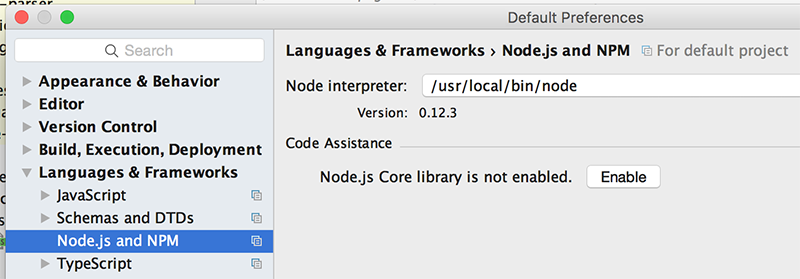 -parser
Default Preferences
Search
Appearance & Behavior
Editor
Version Control
Build, Execution, Deployment
Languages & Frameworks
JavaScript
Schemas and DTDs
Node.js and NPM
TypeScript
Languages & Frameworks › Node.js and NPM For default project
Node interpreter: /usr/local/bin/node
Version: 0.12.3
Code Assistance
Node.js Core library is not enabled. Enable